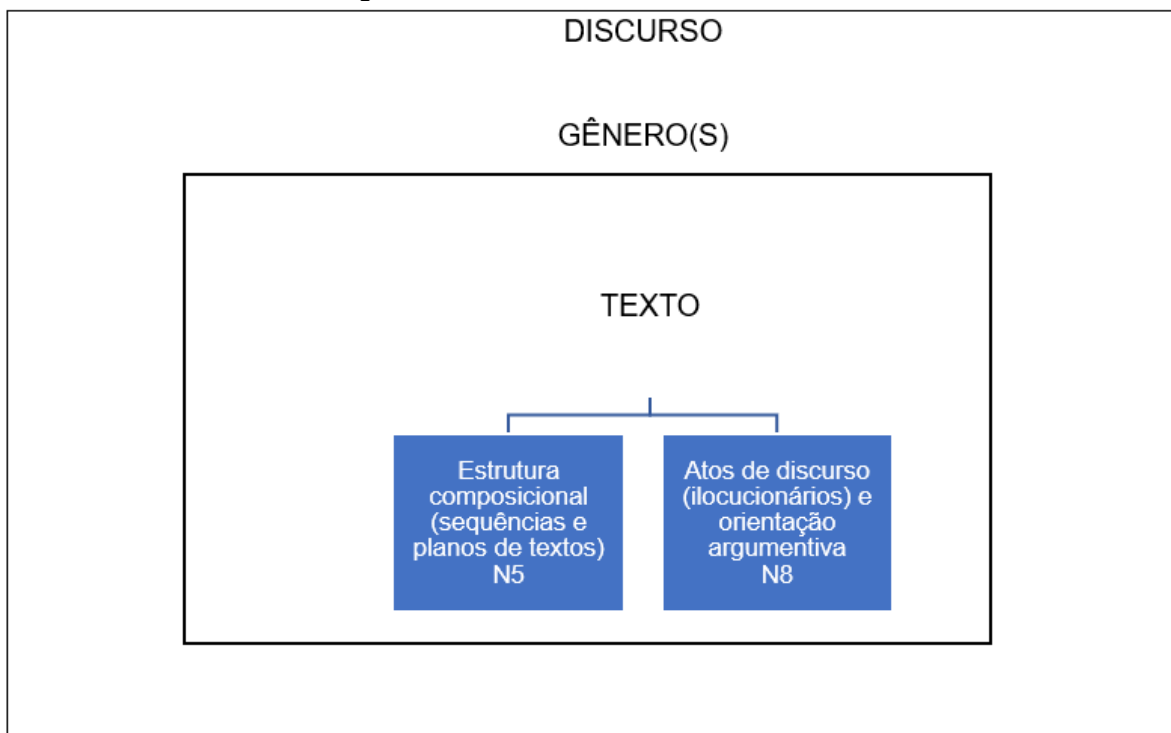 DISCURSO
GÊNERO(S)
TEXTO
Estrutura
composicional
(sequências e
planos de textos)
N5
Atos de discurso
(ilocucionários) e
orientação
argumentiva
N8